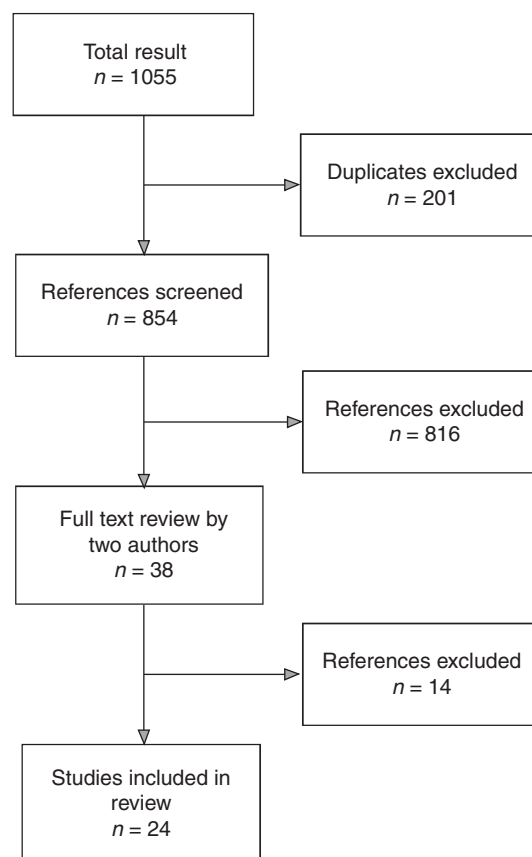 Total result
n = 1055
Duplicates excluded
n = 201
References screened
n = 854
References excluded
n = 816
Full text review by
two authors
n = 38
References excluded
n = 14
Studies included in
review
n = 24